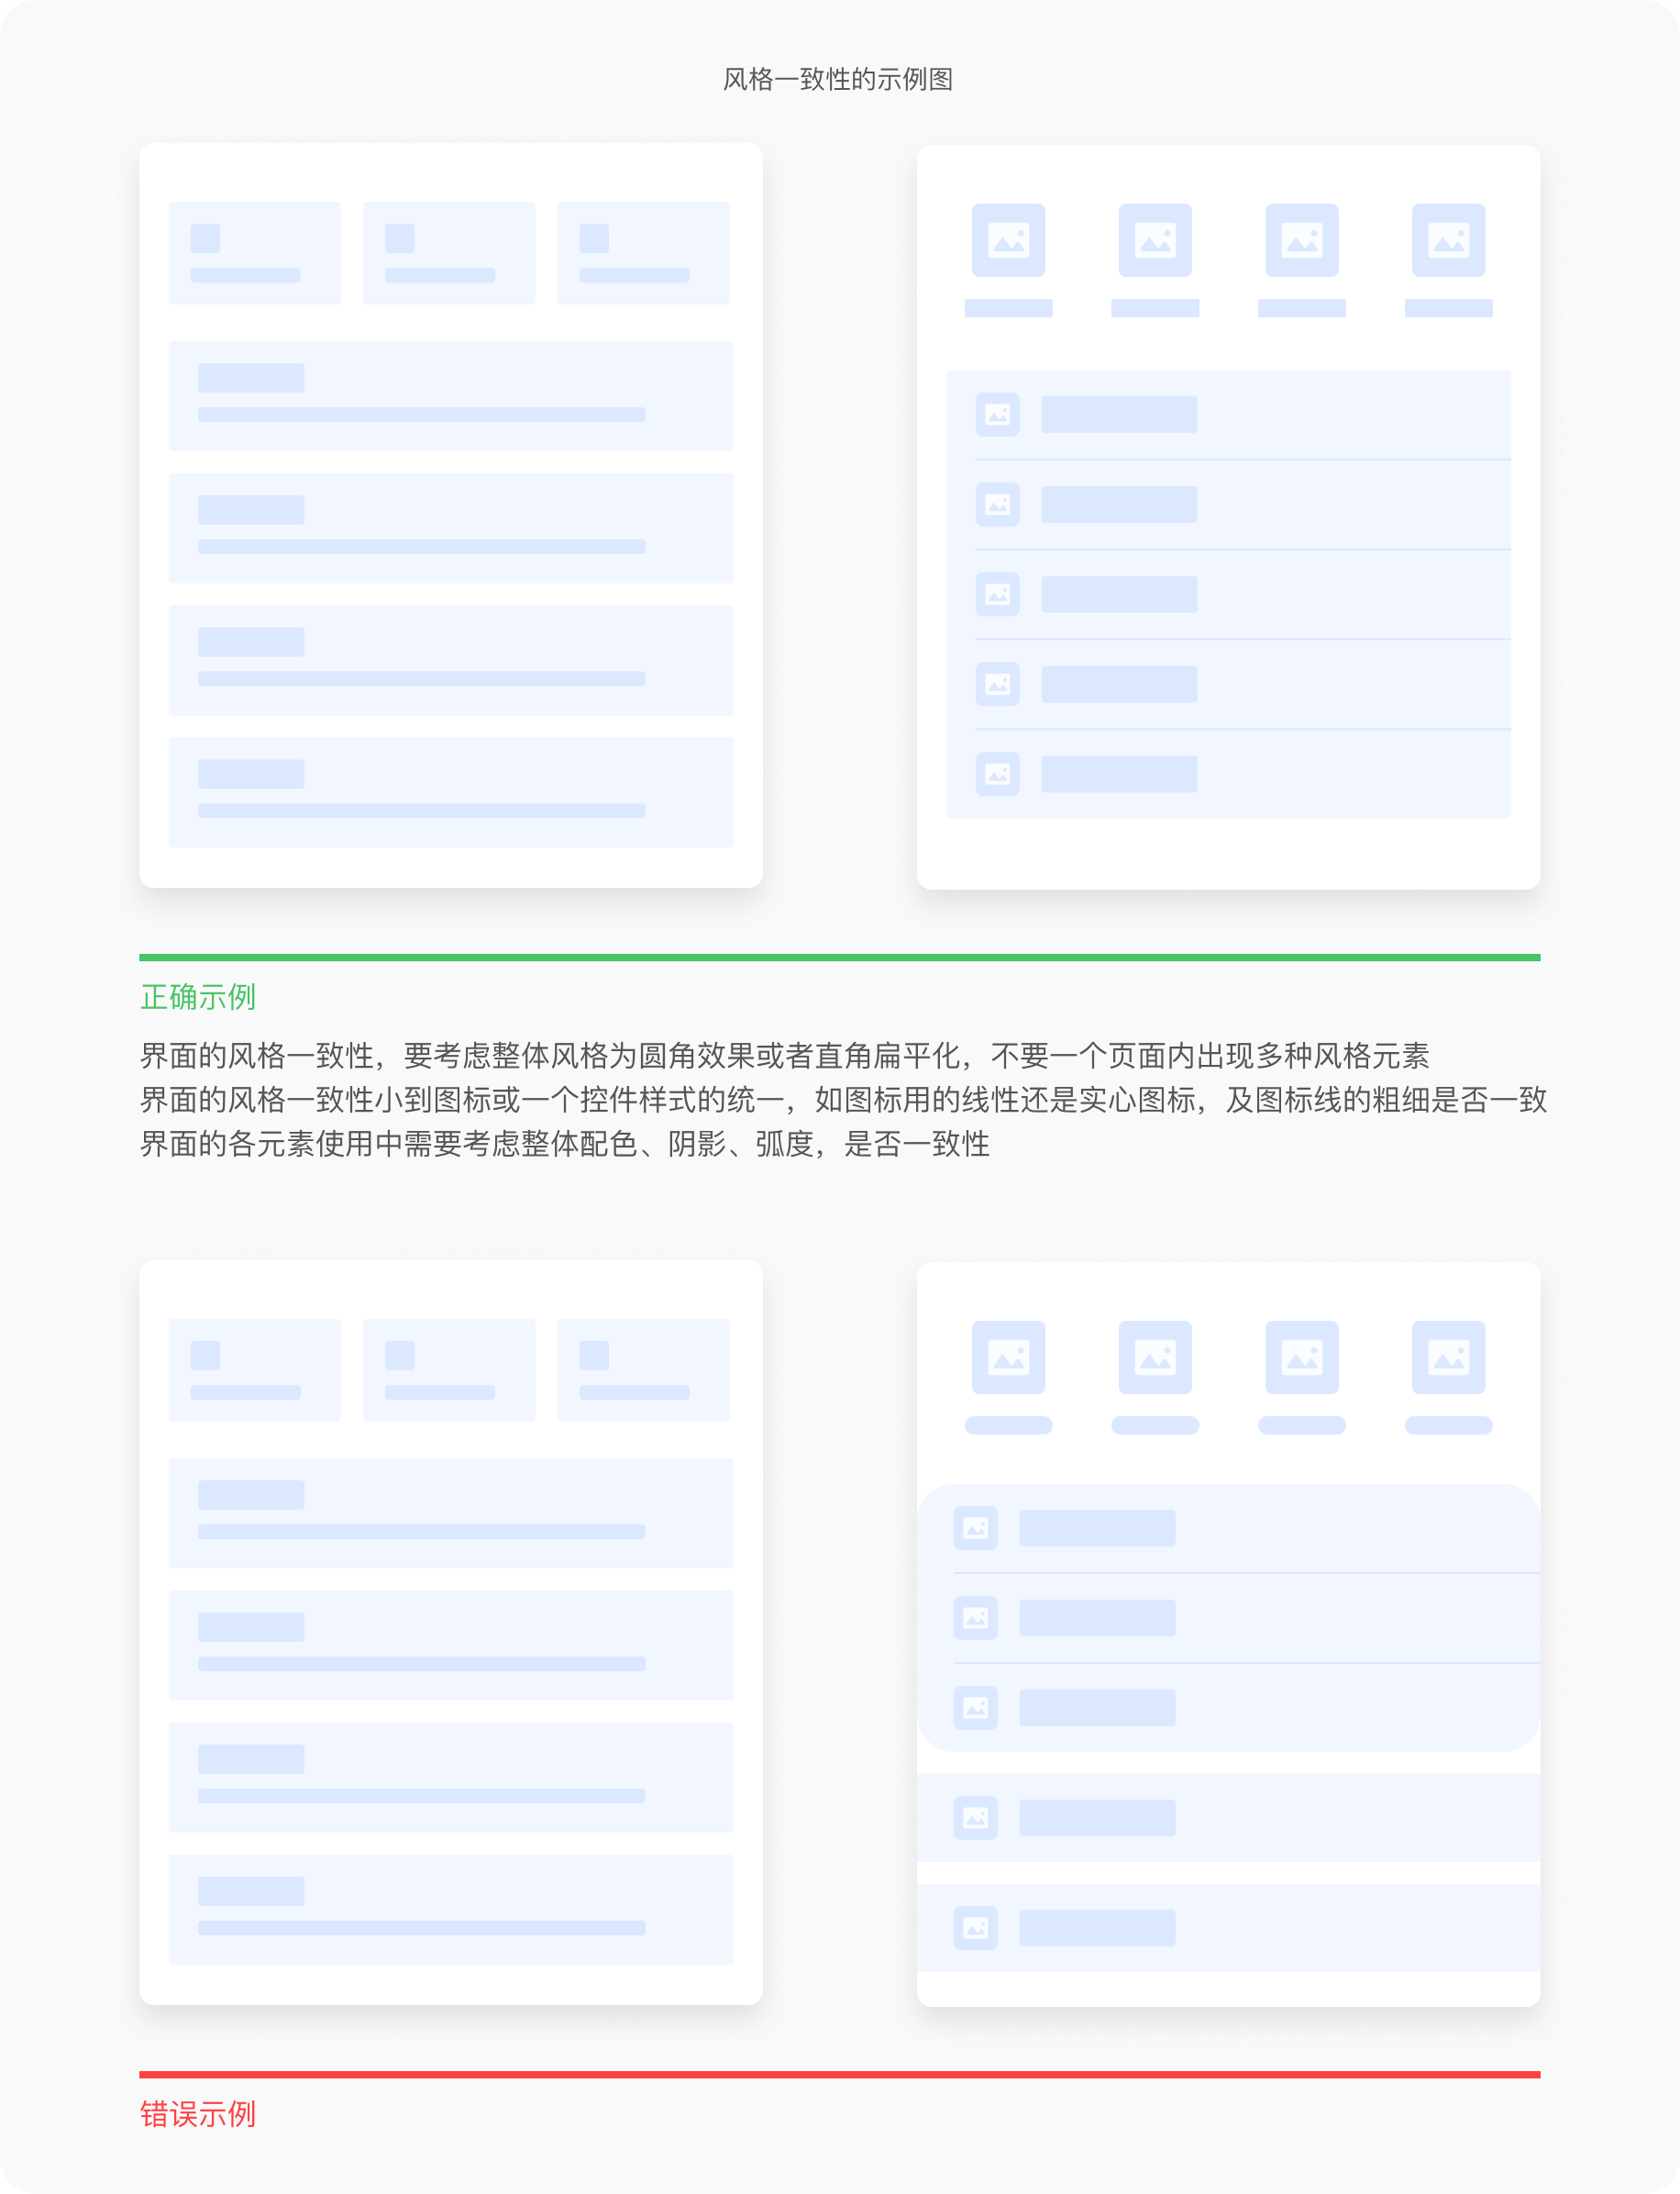 风格一致性的示例图
正确示例
界面的风格一致性，要考虑整体风格为圆角效果或者直角扁平化，不要一个页面内出现多种风格元素
界面的风格一致性小到图标或一个控件样式的统一，如图标用的线性还是实心图标，及图标线的粗细是否一致
界面的各元素使用中需要考虑整体配色、阴影、弧度，是否一致性
错误示例